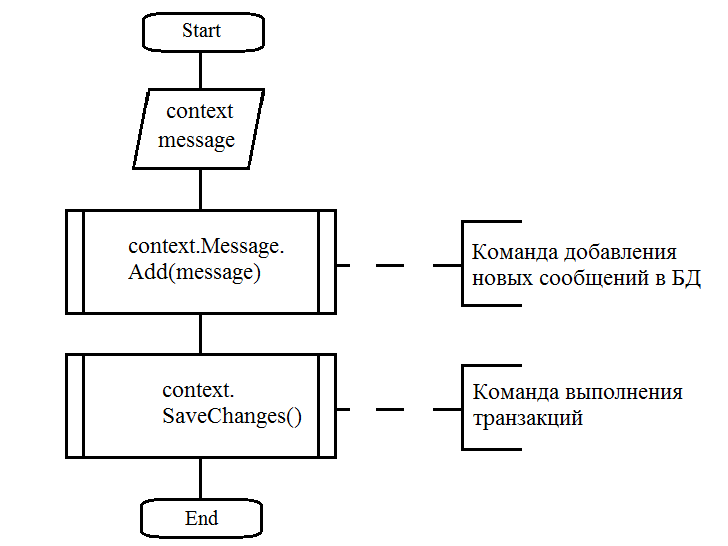 Start
context
message
context.Message.
Add(message)
Команда добавления
новых сообщений в БД
context.
SaveChanges()
Команда выполнения
транзакций
End